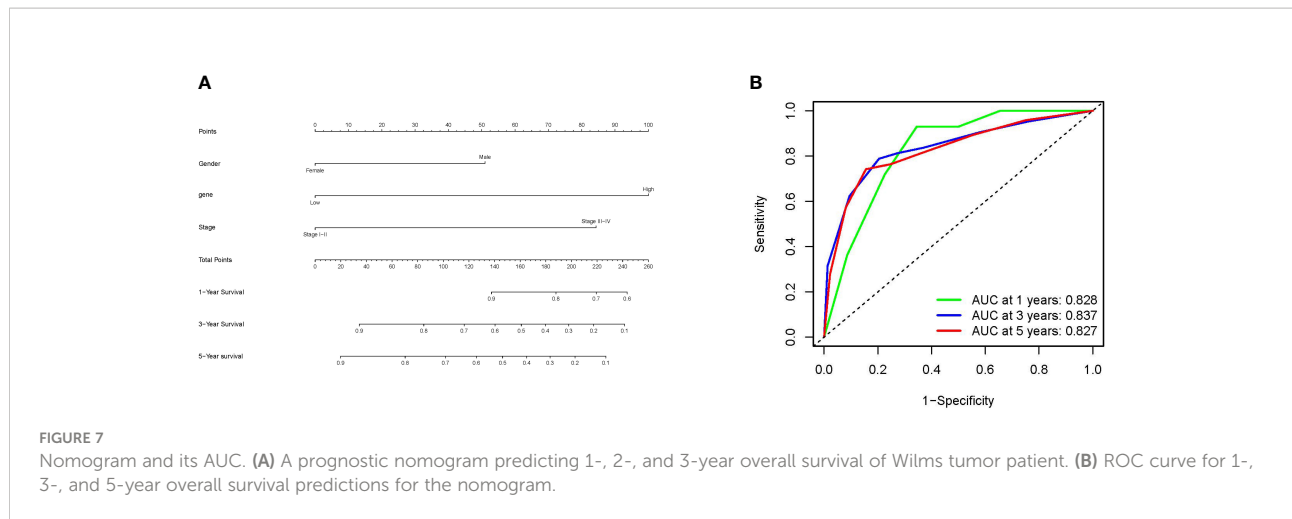 A
Points
0 10 20 30 40 50 60 70 80 90 100
Gender
Male
Female
gene
High
Low
Stage
Stage III-IV
Stage I-II
Total Points
0 20 40 60 80 100 120 140 160 180 200 220 240 260
1-Year Survival
0.9 0.8 0.7 0.6
3-Year Survival
0.9 0.8 0.7 0.6 0.5 0.4 0.3 0.2 0.1
5-Year survival
0.9 0.8 0.7 0.6 0.5 0.4 0.3 0.2 0.1
B
Sensitivity
1.0
0.8
0.6
0.4
0.2
0.0
AUC at 1 years: 0.828
AUC at 3 years: 0.837
AUC at 5 years: 0.827
0.0 0.2 0.4 0.6 0.8 1.0
1-Specificity
FIGURE 7
Nomogram and its AUC. (A) A prognostic nomogram predicting 1-, 2-, and 3-year overall survival of Wilms tumor patient. (B) ROC curve for 1-,
3-, and 5-year overall survival predictions for the nomogram.